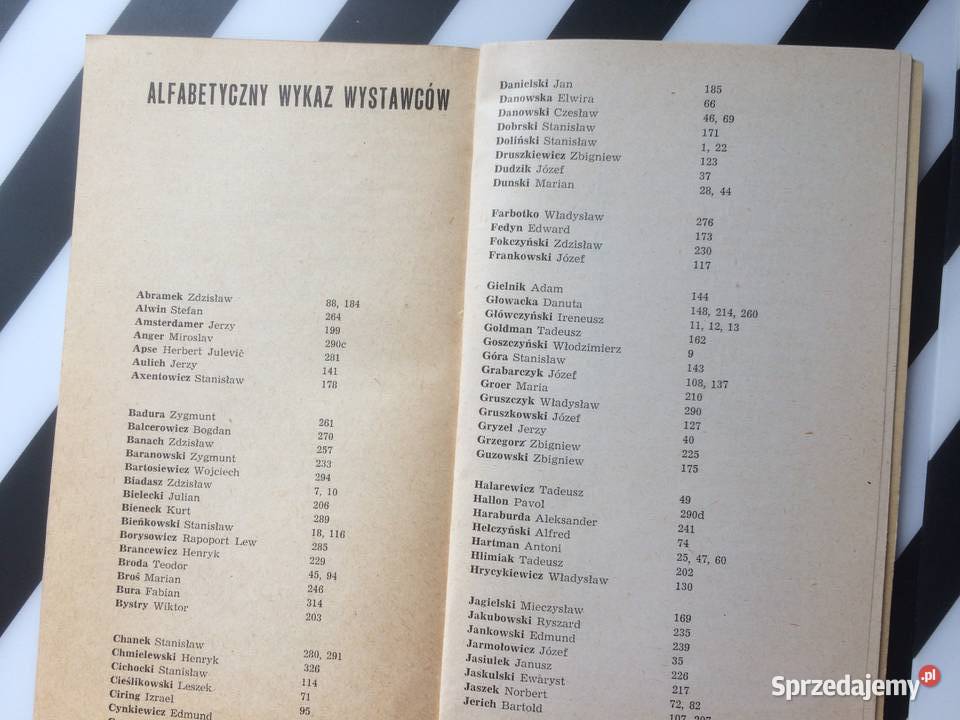 ALFABETYCZNY WYKAZ WYSTAWCÓW
Abramek Zdzisław 88, 184
Alwin Stefan 264
Amsterdamer Jerzy 199
Anger Miroslav 290c
Apse Herbert Julevič 281
Aulich Jerzy 141
Axentowicz Stanisław 178
Badura Zygmunt 261
Balcerowicz Bogdan 270
Banach Zdzisław 257
Baranowski Zygmunt 233
Bartosiewicz Wojciech 294
Biadasz Zdzisław 7, 10
Bielecki Julian 206
Bieneck Kurt 289
Bieńkowski Stanisław 18, 116
Borysowicz Rapoport Lew 285
Brancewicz Henryk 229
Broda Teodor 45, 94
Broś Marian 246
Bura Fabian 314
Bystry Wiktor 203
Chanek Stanisław 280, 291
Chmielewski Henryk 326
Cichocki Stanisław 114
Cieślikowski Leszek 71
Ciring Izrael 95
Cynkiewicz Edmund
Danielski Jan 185
Danowska Elwira 66
Danowski Czesław 46, 69
Dobrski Stanisław 171
Doliński Stanisław 1, 22
Druszkiewicz Zbigniew 123
Dudzik Józef 37
Dunski Marian 28, 44
Farbotko Władysław 276
Fedyn Edward 173
Fokczyński Zdzisław 230
Frankowski Józef 117
Gielnik Adam 144
Głowacka Danuta 148, 214, 260
Główczyński Ireneusz 11, 12, 13
Goldman Tadeusz 162
Goszczyński Włodzimierz 9
Góra Stanisław 143
Grabarczyk Józef 108, 137
Groer Maria 210
Gruszczyk Władysław 290
Gruszkowski Józef 127
Gryzel Jerzy 40
Grzegorz Zbigniew 225
Guzowski Zbigniew 175
Halarewicz Tadeusz 49
Hallon Pavol 290d
Haraburda Aleksander 241
Hełczyński Alfred 74
Hartman Antoni 25, 47, 60
Hlimiak Tadeusz 202
Hrycykiewicz Władysław 130
Jagielski Mieczysław 169
Jakubowski Ryszard 235
Jankowski Edmund 239
Jarmołowicz Józef 35
Jasiulek Janusz 226
Jaskulski Ewaryst 217
Jaszek Norbert 72, 82
Jerich Bartold
Sprzedajemy.pl